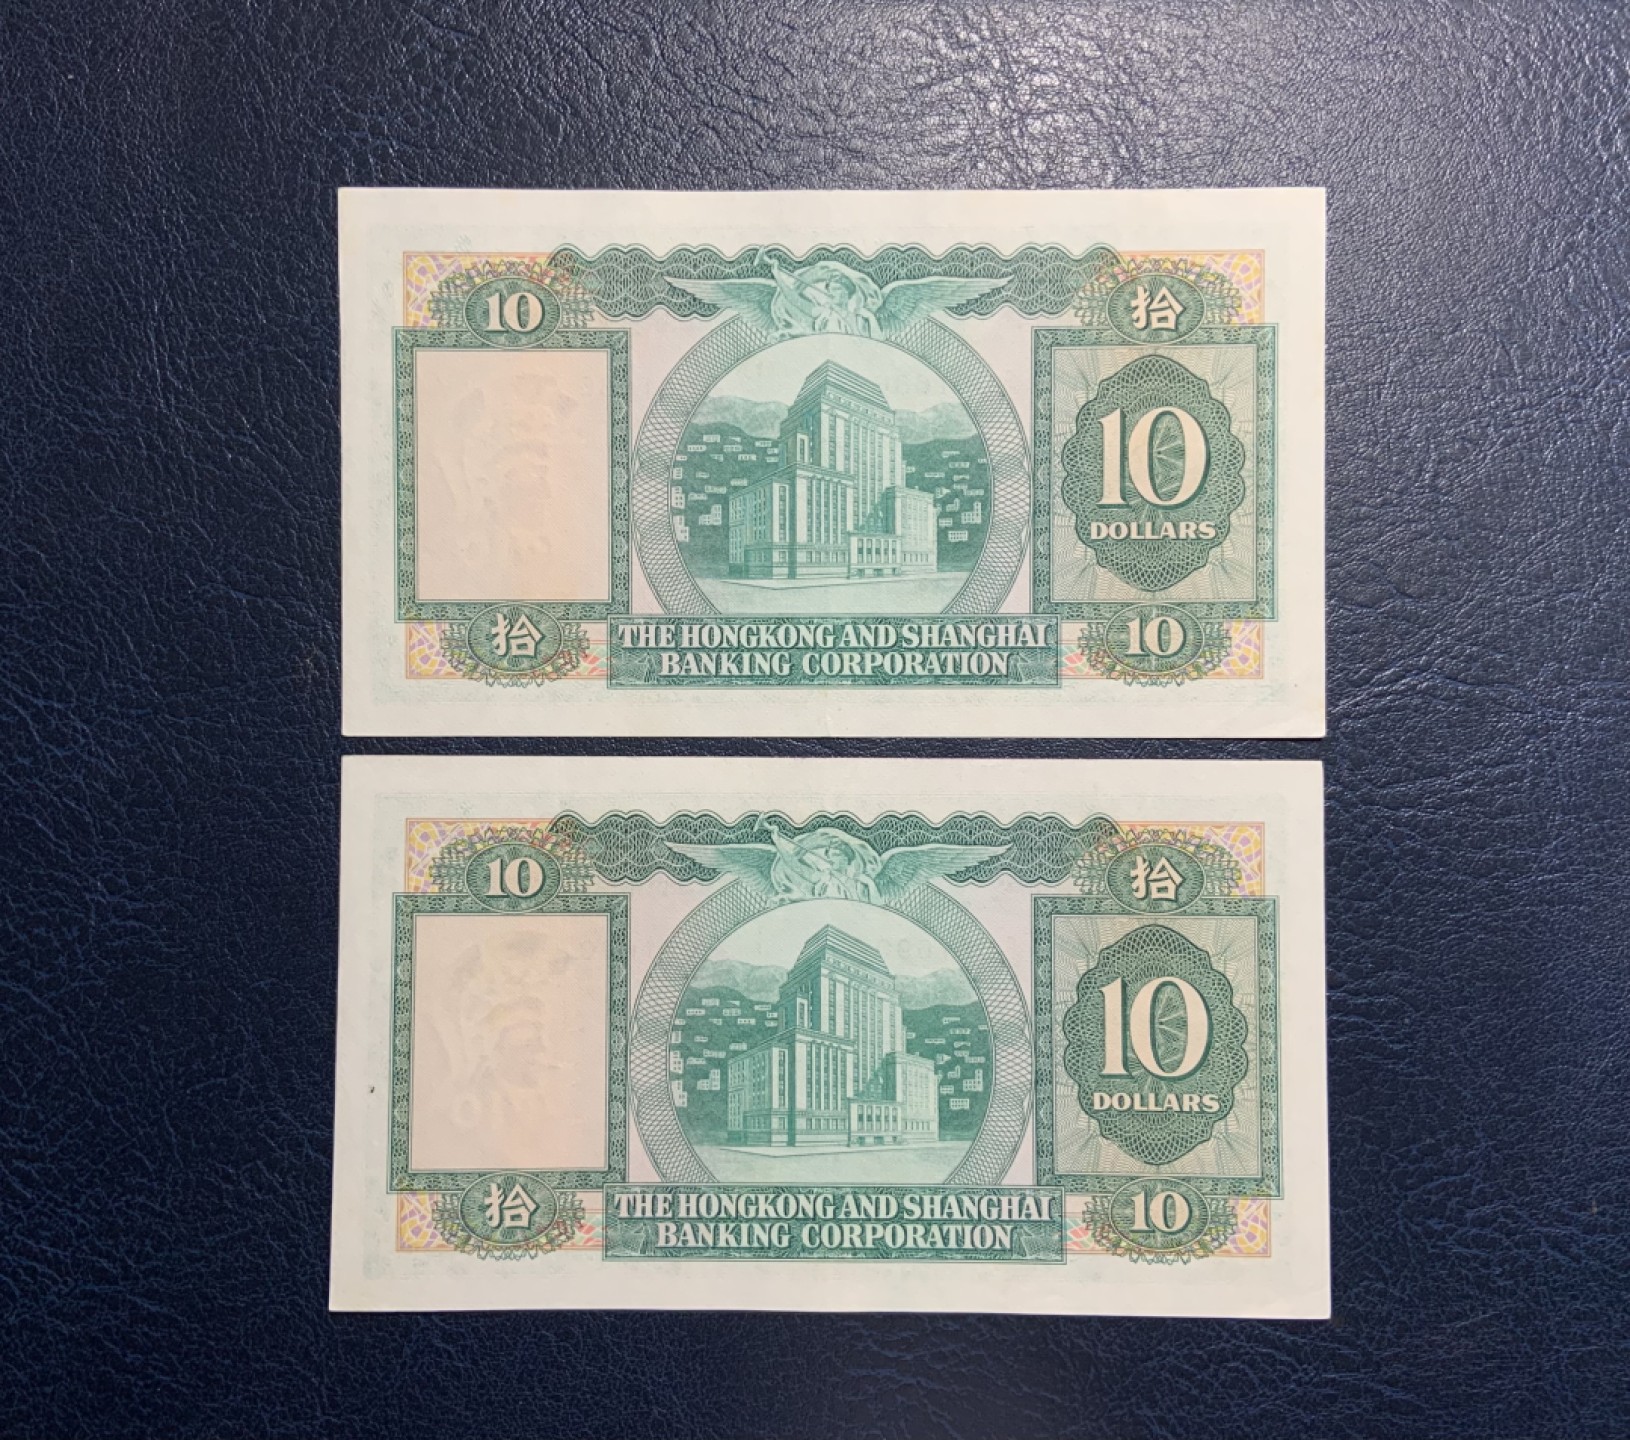 10 拾
10
DOLLARS
拾 THE HONGKONG AND SHANGHAI 10
BANKING CORPORATION
10 拾
10
DOLLARS
拾 THE HONGKONG AND SHANGHAI 10
BANKING CORPORATION